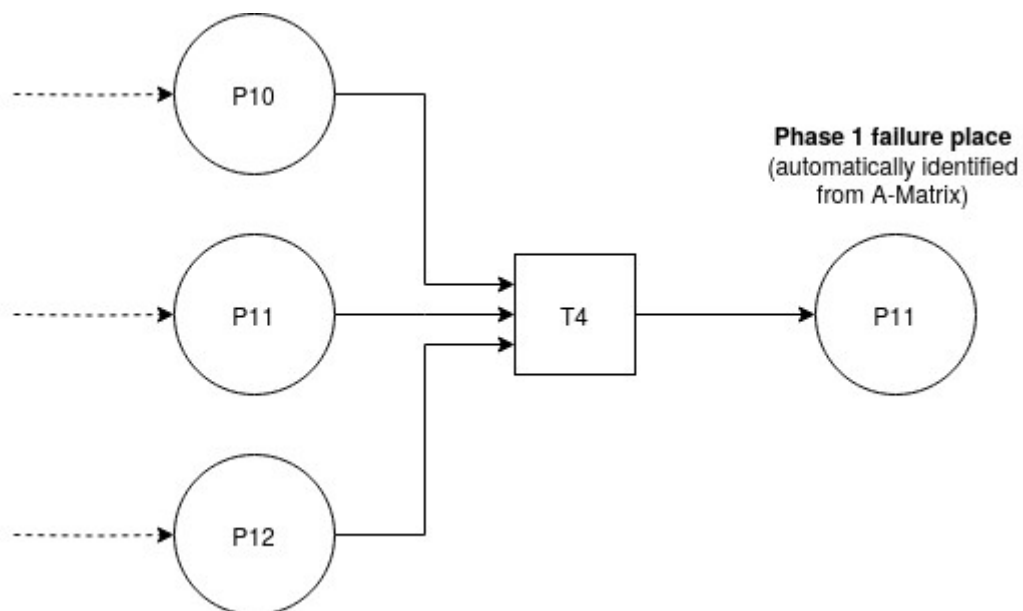 P10
Phase 1 failure place
(automatically identified
from A-Matrix)
P11
T4
P11
P12